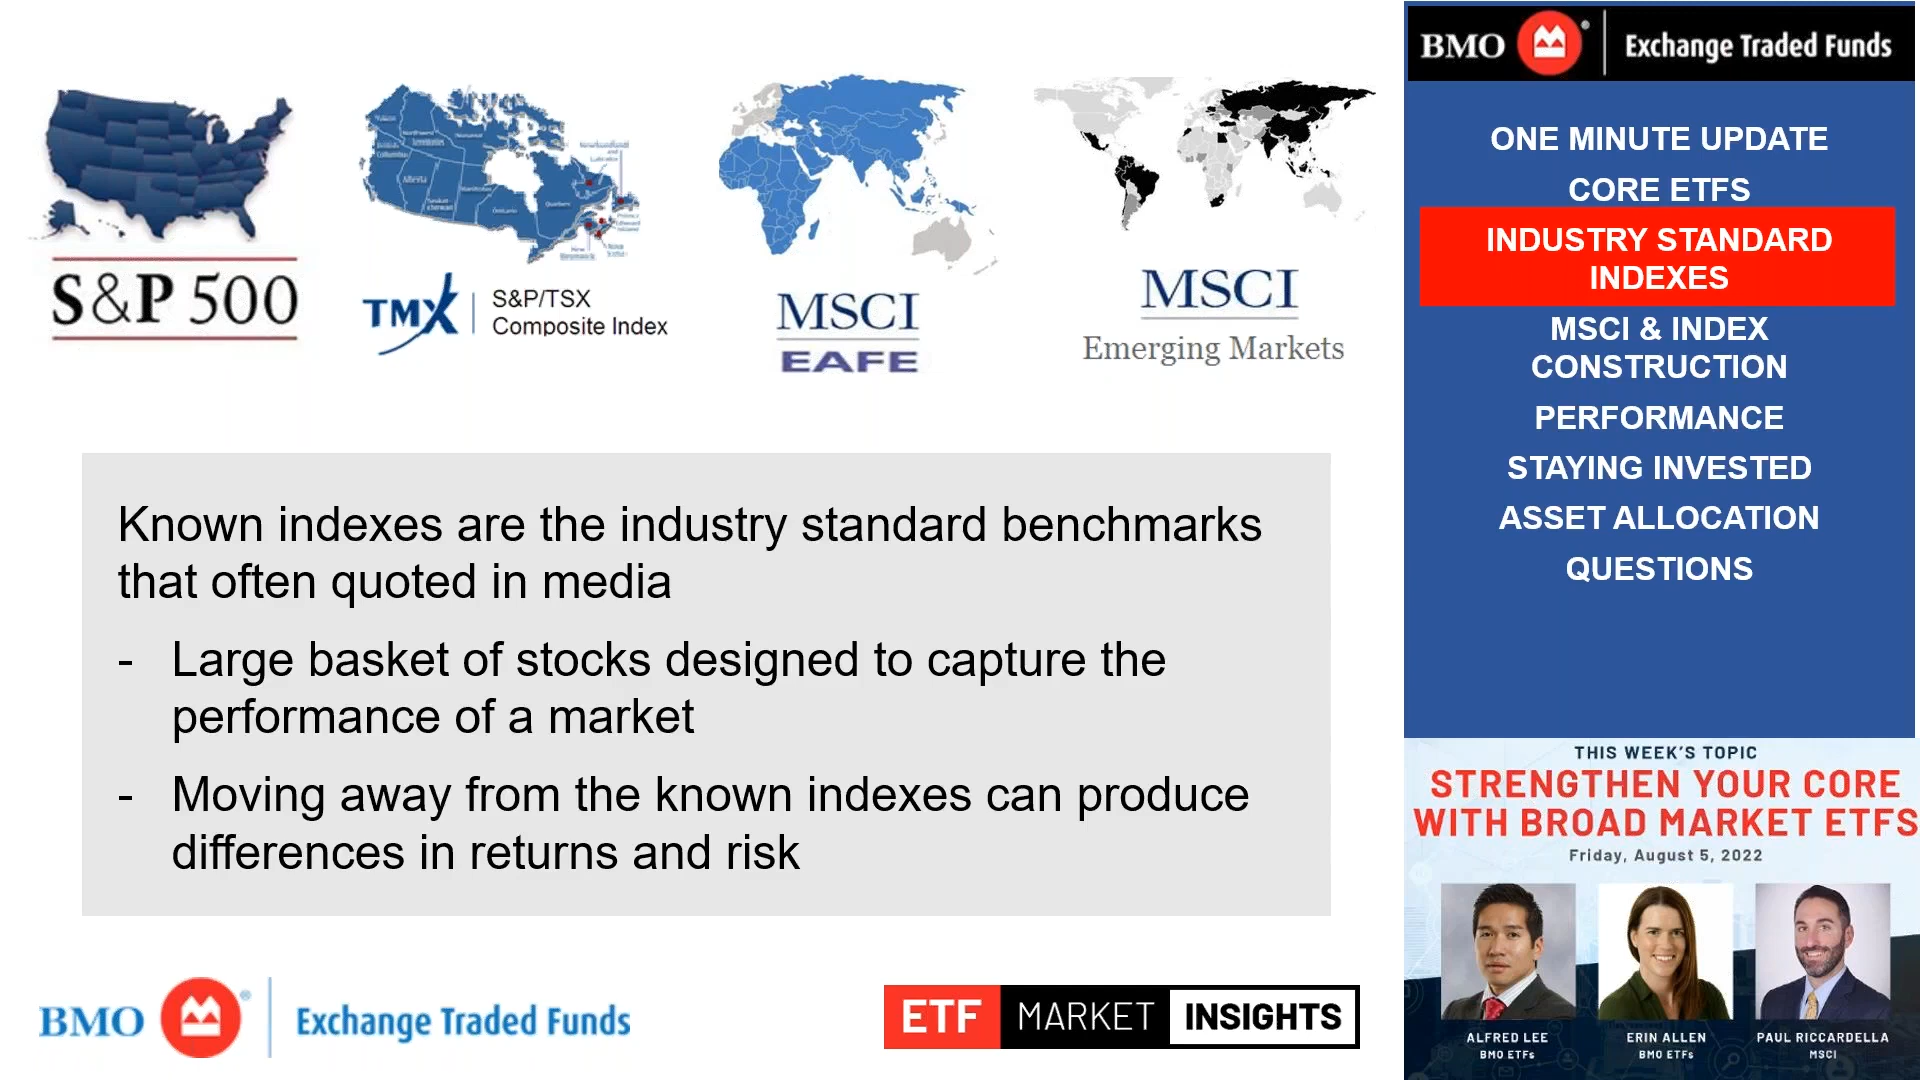 S&P 500
TMX
S&P/TSX
Composite Index
MSCI
EAFE
MSCI
Emerging Markets
Known indexes are the industry standard benchmarks
that often quoted in media
- Large basket of stocks designed to capture the
performance of a market
- Moving away from the known indexes can produce
differences in returns and risk
BMO ® Exchange Traded Funds
ETF MARKET INSIGHTS
BMO ® Exchange Traded Funds
ONE MINUTE UPDATE
CORE ETFS
INDUSTRY STANDARD
INDEXES
MSCI & INDEX
CONSTRUCTION
PERFORMANCE
STAYING INVESTED
ASSET ALLOCATION
QUESTIONS
THIS WEEK'S TOPIC
STRENGTHEN YOUR CORE
WITH BROAD MARKET ETFS
Friday, August 5, 2022
ALFRED LEE
BMO ETFs
ERIN ALLEN
BMO ETFs
PAUL RICCARDELLA
MSCI